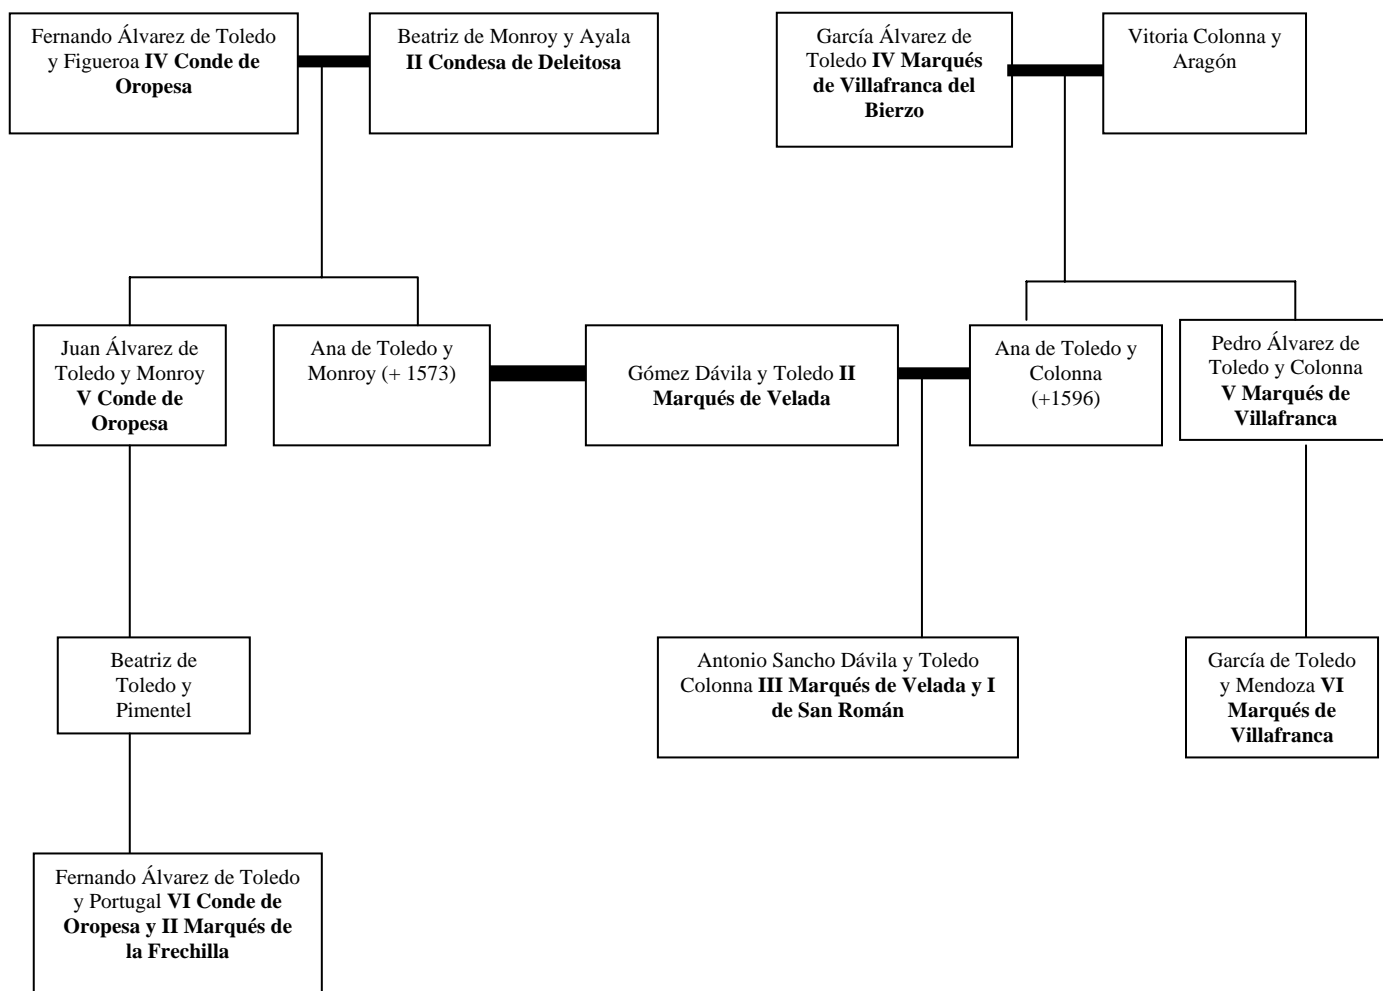 Fernando Álvarez de Toledo
y Figueroa IV Conde de
Oropesa
Beatriz de Monroy y Ayala
II Condesa de Deleitosa
García Álvarez de
Toledo IV Marqués
de Villafranca del
Bierzo
Vitoria Colonna y
Aragón
Juan Álvarez de
Toledo y Monroy
V Conde de
Oropesa
Ana de Toledo y
Monroy (+ 1573)
Gómez Dávila y Toledo II
Marqués de Velada
Ana de Toledo y
Colonna
(+1596)
Pedro Álvarez de
Toledo y Colonna
V Marqués de
Villafranca
Beatriz de
Toledo y
Pimentel
Antonio Sancho Dávila y Toledo
Colonna III Marqués de Velada y I
de San Román
García de Toledo
y Mendoza VI
Marqués de
Villafranca
Fernando Álvarez de Toledo
y Portugal VI Conde de
Oropesa y II Marqués de
la Frechilla